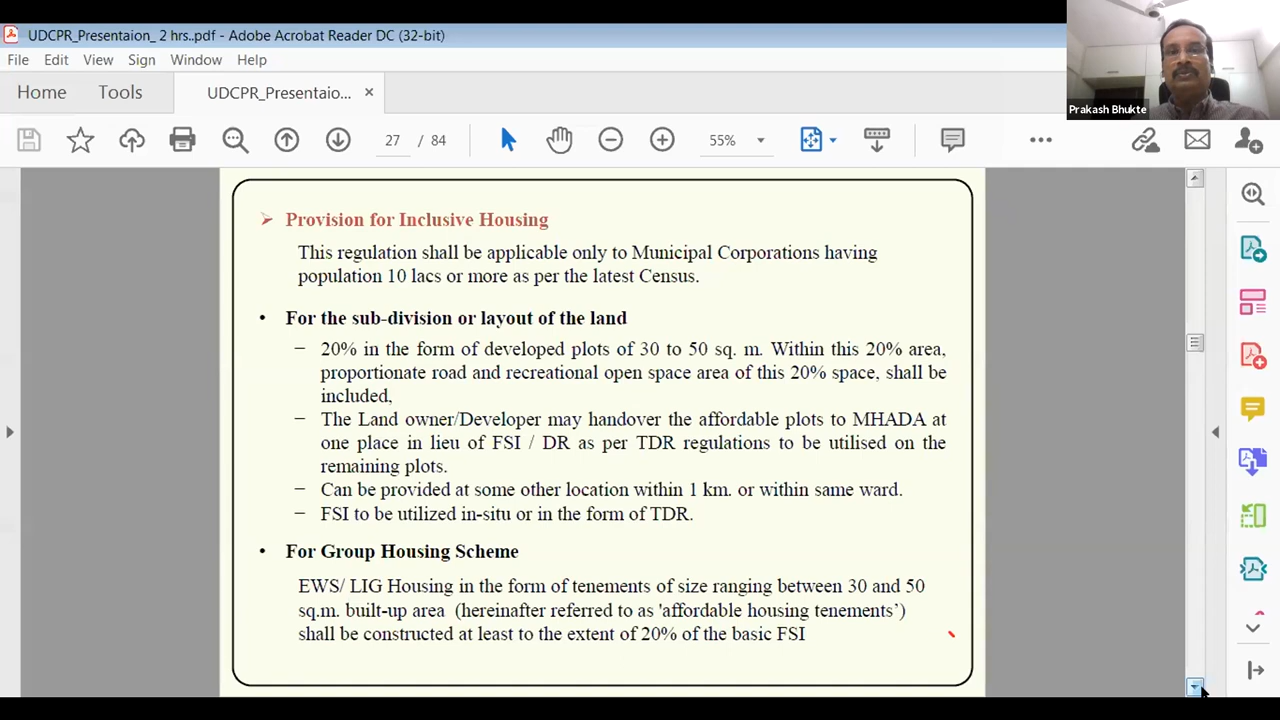 UDCPR_Presentaion_ 2 hrs..pdf - Adobe Acrobat Reader DC (32-bit)
File Edit View Sign Window Help
Home Tools UDCPR_Presentaio... ×
27 / 84 55%
Prakash Bhukte
➢ Provision for Inclusive Housing
This regulation shall be applicable only to Municipal Corporations having
population 10 lacs or more as per the latest Census.
• For the sub-division or layout of the land
– 20% in the form of developed plots of 30 to 50 sq. m. Within this 20% area,
proportionate road and recreational open space area of this 20% space, shall be
included,
– The Land owner/Developer may handover the affordable plots to MHADA at
one place in lieu of FSI / DR as per TDR regulations to be utilised on the
remaining plots.
– Can be provided at some other location within 1 km. or within same ward.
– FSI to be utilized in-situ or in the form of TDR.
• For Group Housing Scheme
EWS/ LIG Housing in the form of tenements of size ranging between 30 and 50
sq.m. built-up area (hereinafter referred to as 'affordable housing tenements’)
shall be constructed at least to the extent of 20% of the basic FSI